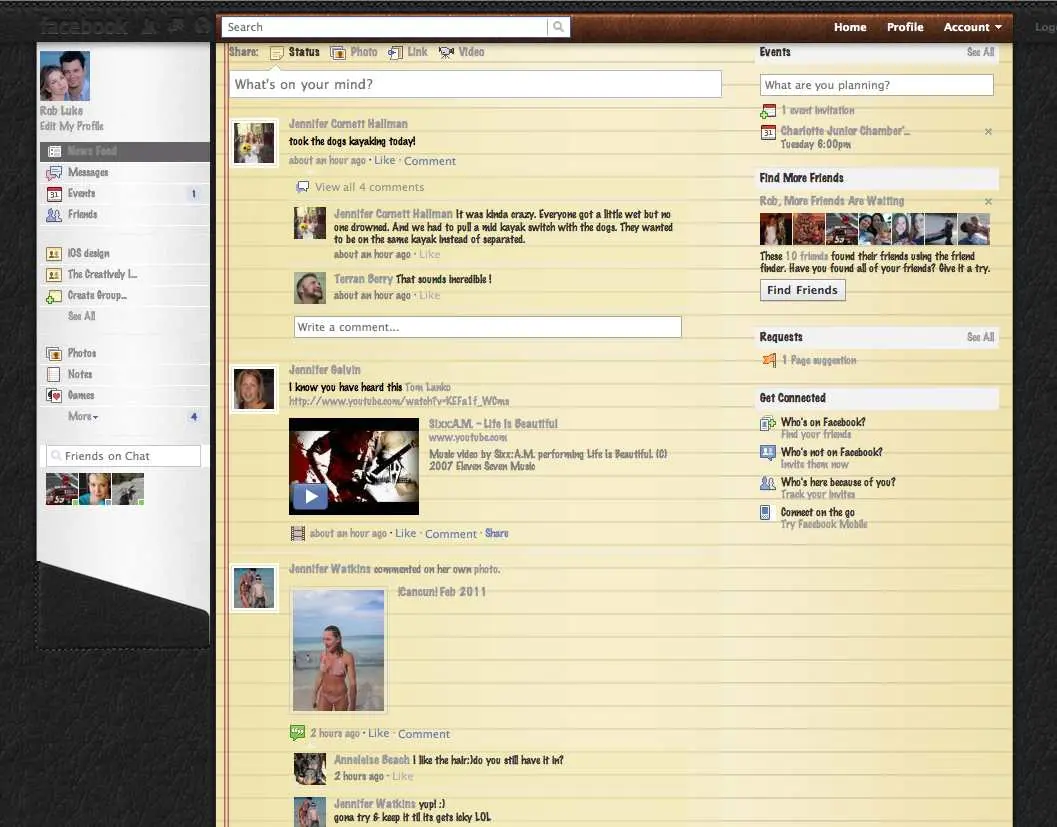 facebook
Search
Home Profile Account
Rob Luke
Edit My Profile
News Feed
Messages
Events 1
Friends
iOS design
The Creatively I...
Create Group...
See All
Photos
Notes
Games
More 4
Friends on Chat
Share: Status Photo Link Video
What's on your mind?
Jennifer Cornett Hallman
took the dogs kayaking today!
about an hour ago · Like · Comment
View all 4 comments
Jennifer Cornett Hallman It was kinda crazy. Everyone got a little wet but no
one drowned. And we had to pull a mid kayak switch with the dogs. They wanted
to be on the same kayak instead of separated.
about an hour ago · Like
Terran Berry That sounds incredible !
about an hour ago · Like
Write a comment...
Jennifer Galvin
I know you have heard this Tom Lanko
http://www.youtube.com/watch?v=KEFa1f_WCms
Sixx:A.M. - Life Is Beautiful
www.youtube.com
Music video by Sixx:A.M. performing Life Is Beautiful. (C)
2007 Eleven Seven Music
about an hour ago · Like · Comment · Share
Jennifer Watkins commented on her own photo.
!Cancun! Feb 2011
2 hours ago · Like · Comment
Anneleise Beach I like the hair:)do you still have it in?
2 hours ago · Like
Jennifer Watkins yup! :)
gona try & keep it til its gets icky LOL
Events See All
What are you planning?
1 event invitation
31 Charlotte Junior Chamber'...
Tuesday 6:00pm
Find More Friends
Rob, More Friends Are Waiting
These 10 friends found their friends using the friend
finder. Have you found all of your friends? Give it a try.
Find Friends
Requests See All
1 Page suggestion
Get Connected
Who's on Facebook?
Find your friends
Who's not on Facebook?
Invite them now
Who's here because of you?
Track your invites
Connect on the go
Try Facebook Mobile